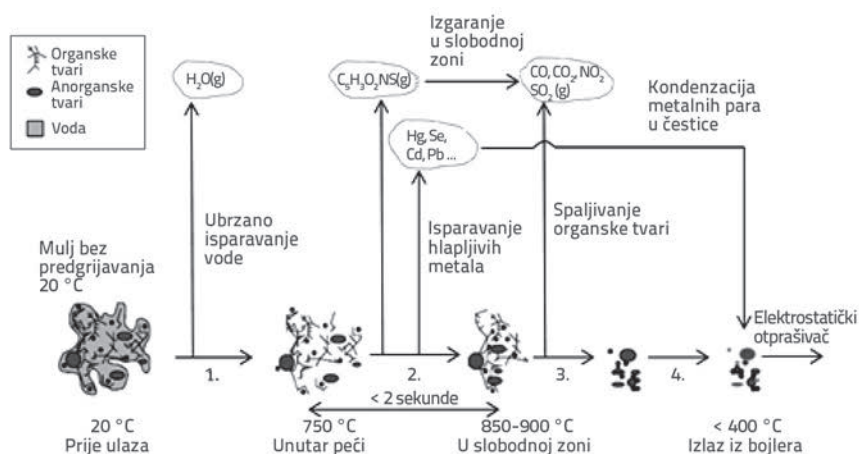 Organske
tvari
Anorganske
tvari
Voda
H₂O(g)
C₅H₃O₂NS(g)
Izgaranje
u slobodnoj
zoni
CO, CO₂, NO₂
SO₂ (g)
Hg, Se,
Cd, Pb ...
Kondenzacija
metalnih para
u čestice
Mulj bez
predgrijavanja
20 °C
Ubrzano
isparavanje
vode
Isparavanje
hlapljivih
metala
Spaljivanje
organske tvari
Elektrostatički
otprašivač
1.
2.
3.
4.
< 2 sekunde
20 °C
Prije ulaza
750 °C
Unutar peći
850-900 °C
U slobodnoj zoni
< 400 °C
Izlaz iz bojlera